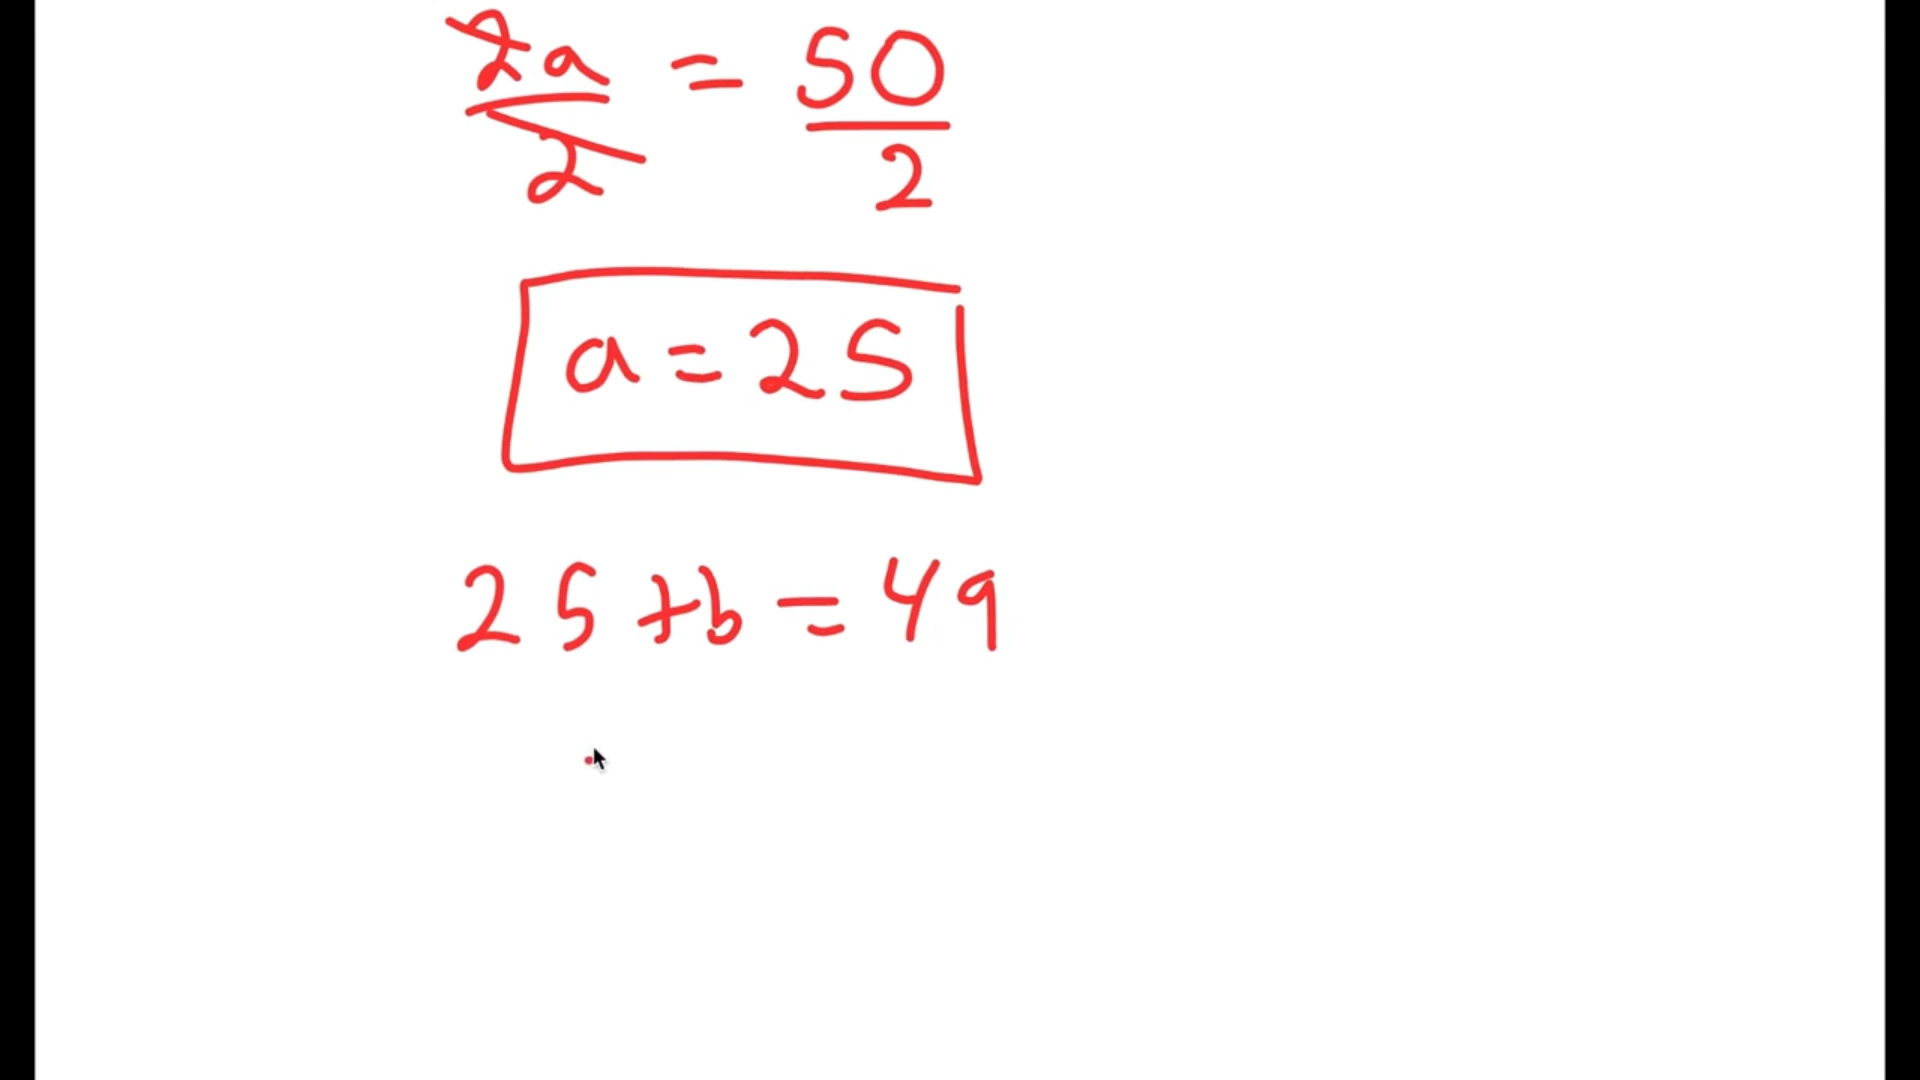 2a/2 = 50/2
a = 25
25 + b = 49